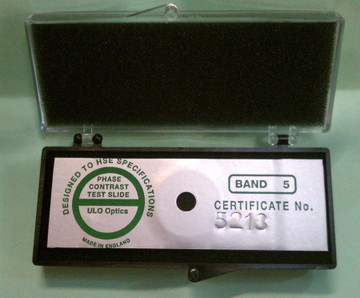 DESIGNED TO HSE SPECIFICATIONS
PHASE
CONTRAST
TEST SLIDE
ULO Optics
MADE IN ENGLAND
BAND 5
CERTIFICATE No.
5213